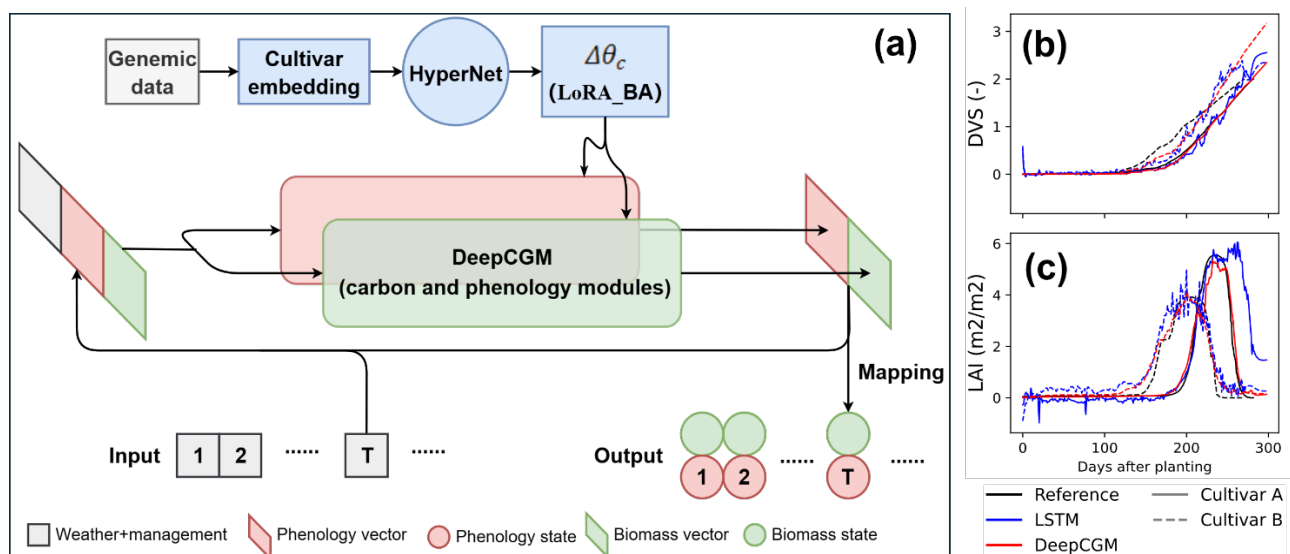 (a)
Genemic
data
Cultivar
embedding
HyperNet
Δθc
(LoRA_BA)
DeepCGM
(carbon and phenology modules)
Mapping
Input
1 2 ...... T ......
Output
1 2 ...... T ......
Weather+management
Phenology vector
Phenology state
Biomass vector
Biomass state
(b)
DVS (-)
3
2
1
0
(c)
LAI (m2/m2)
6
4
2
0
0 100 200 300
Days after planting
Reference
LSTM
DeepCGM
Cultivar A
Cultivar B